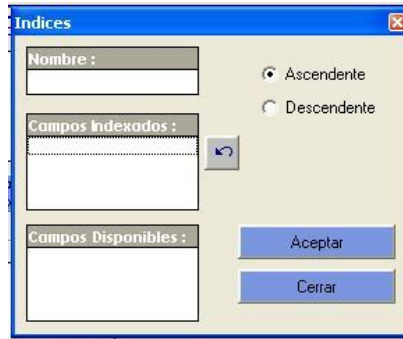 Indices
Nombre :
Ascendente
Descendente
Campos Indexados :
Campos Disponibles :
Aceptar
Cerrar